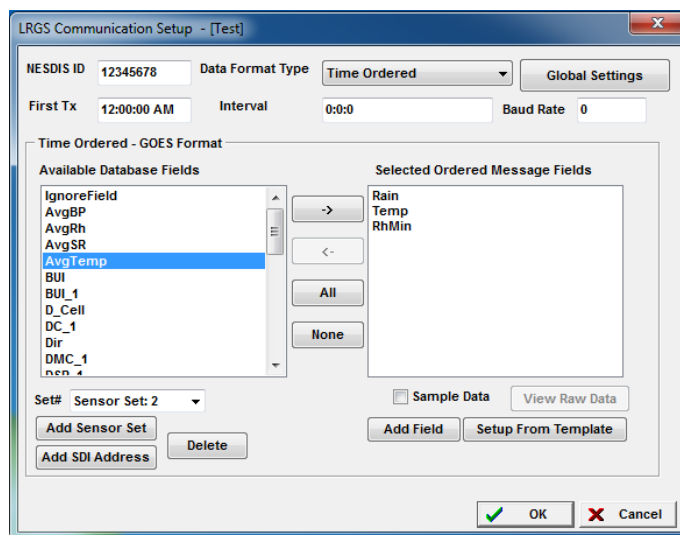 LRGS Communication Setup - [Test]
NESDIS ID 12345678 Data Format Type Time Ordered Global Settings
First Tx 12:00:00 AM Interval 0:0:0 Baud Rate 0
Time Ordered - GOES Format
Available Database Fields
Selected Ordered Message Fields
IgnoreField
AvgBP
AvgRh
AvgSR
AvgTemp
BUI
BUI_1
D_Cell
DC_1
Dir
DMC_1
DSR_1
->
<-
All
None
Rain
Temp
RhMin
Set# Sensor Set: 2
Sample Data View Raw Data
Add Sensor Set
Delete
Add SDI Address
Add Field Setup From Template
OK Cancel